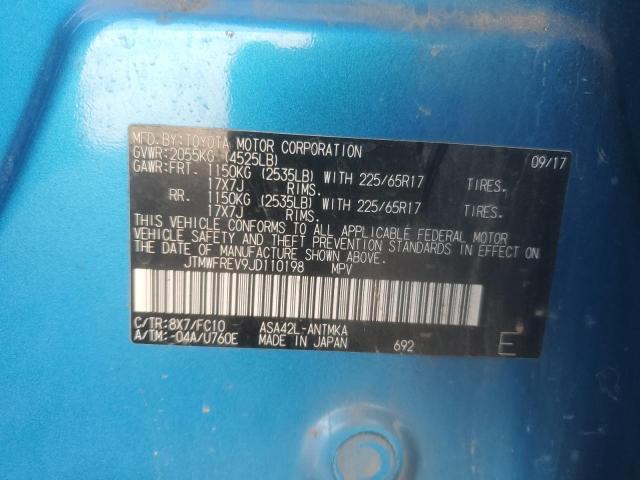 MFD.BY:TOYOTA MOTOR CORPORATION 09/17
GVWR:2055KG (4525LB)
GAWR:FRT. 1150KG (2535LB) WITH 225/65R17 TIRES.
17X7J RIMS.
RR. 1150KG (2535LB) WITH 225/65R17 TIRES.
17X7J RIMS.
THIS VEHICLE CONFORMS TO ALL APPLICABLE FEDERAL MOTOR
VEHICLE SAFETY AND THEFT PREVENTION STANDARDS IN EFFECT ON
THE DATE OF MANUFACTURE SHOWN ABOVE.
JTMWFREV9JD110198 MPV
C/TR:8X7/FC10 ASA42L-ANTMKA
A/TM:-04A/U760E MADE IN JAPAN 692 E